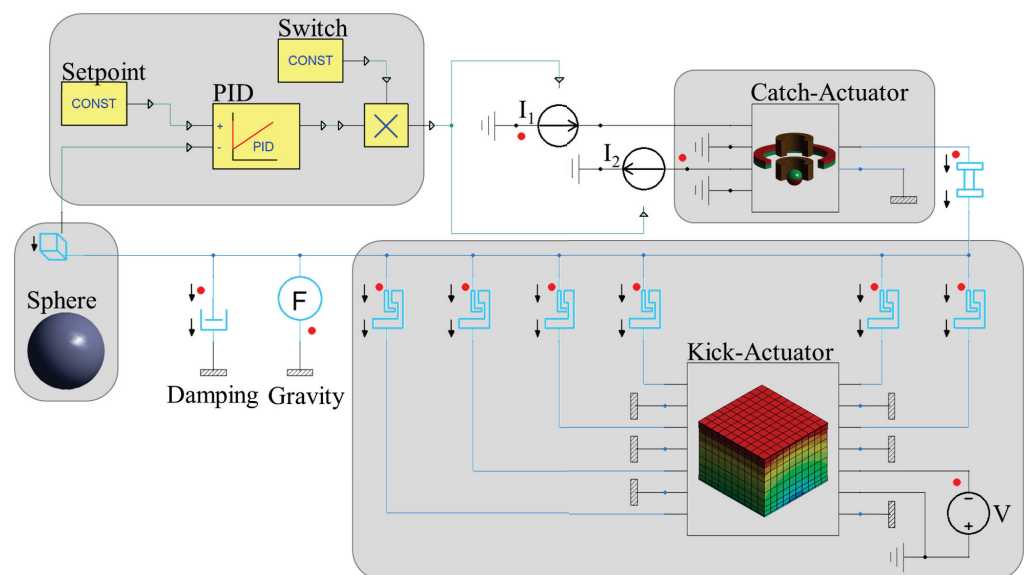 Switch
CONST
Setpoint
CONST
PID
+
-
PID
I1
I2
Catch-Actuator
Sphere
F
Damping
Gravity
Kick-Actuator
−
V
+